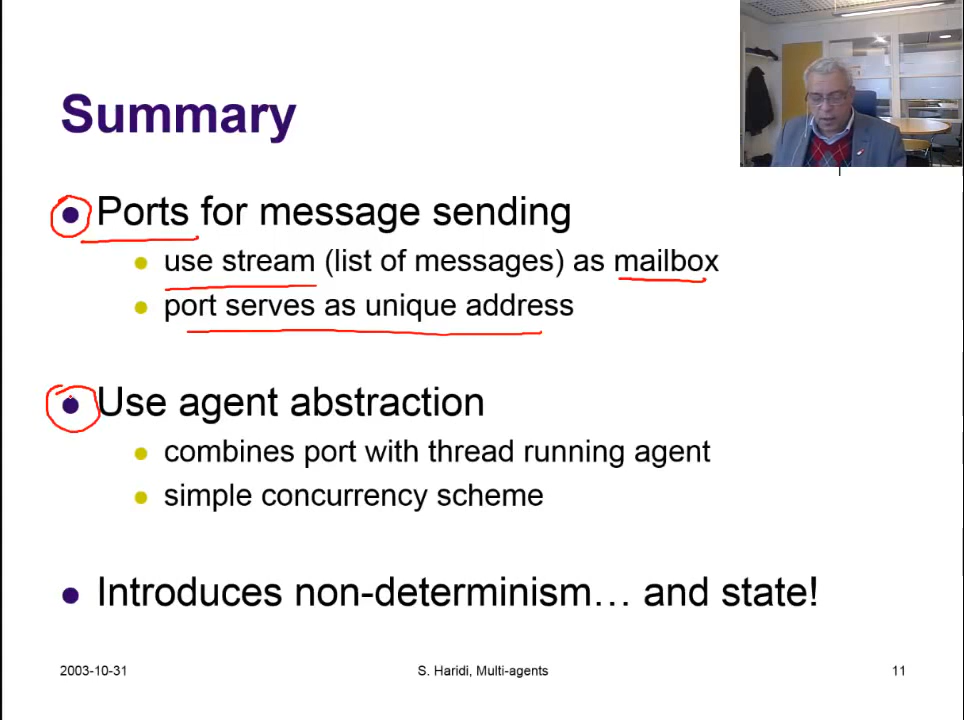 Summary
Ports for message sending
use stream (list of messages) as mailbox
port serves as unique address
Use agent abstraction
combines port with thread running agent
simple concurrency scheme
Introduces non-determinism… and state!
2003-10-31 S. Haridi, Multi-agents 11